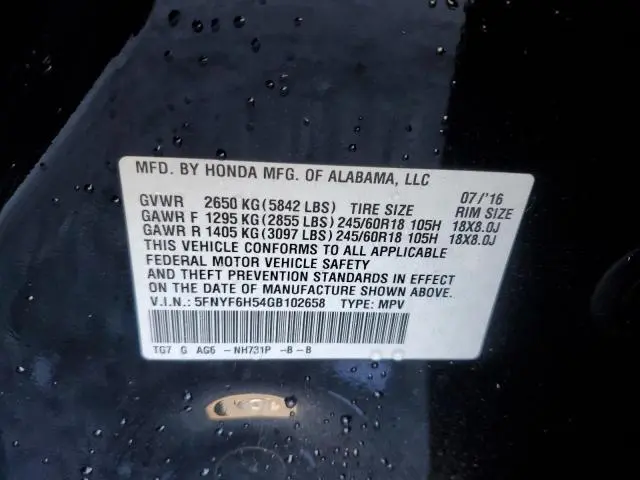 MFD. BY HONDA MFG. OF ALABAMA, LLC 07/'16
GVWR 2650 KG (5842 LBS) TIRE SIZE RIM SIZE
GAWR F 1295 KG (2855 LBS) 245/60R18 105H 18X8.0J
GAWR R 1405 KG (3097 LBS) 245/60R18 105H 18X8.0J
THIS VEHICLE CONFORMS TO ALL APPLICABLE
FEDERAL MOTOR VEHICLE SAFETY
AND THEFT PREVENTION STANDARDS IN EFFECT
ON THE DATE OF MANUFACTURE SHOWN ABOVE.
V.I.N.: 5FNYF6H54GB102658 TYPE: MPV
TG7 G AG6 -NH731P -B-B